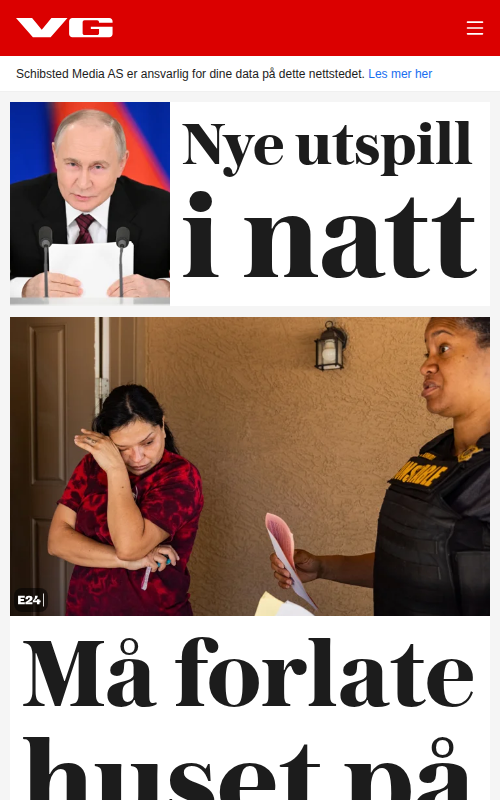 VG
Schibsted Media AS er ansvarlig for dine data på dette nettstedet. Les mer her
Nye utspill
i natt
CONSTABLE
E24
Må forlate
huset på